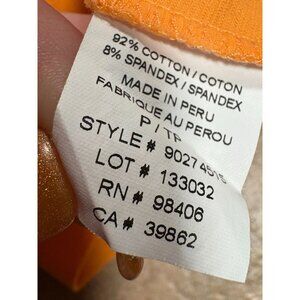 92% COTTON / COTON
8% SPANDEX / SPANDEX
MADE IN PERU
FABRIQUE AU PEROU
P / TP
STYLE #
LOT # 133032
RN # 98406
CA# 39862